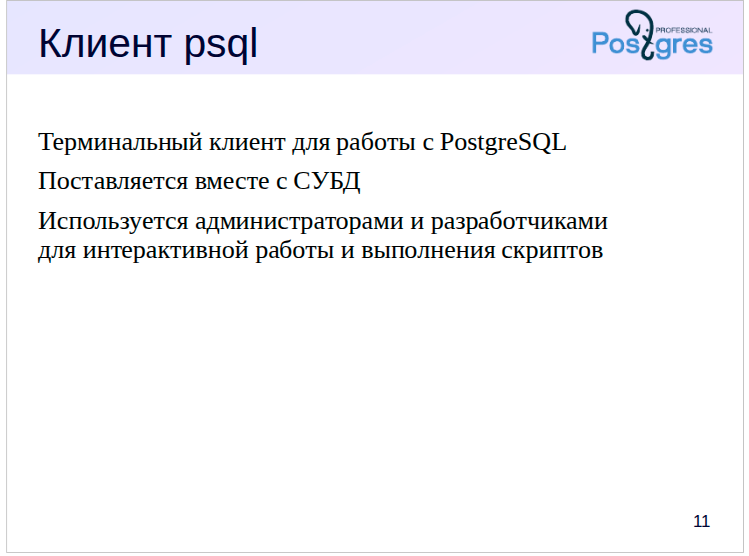 Клиент psql
PROFESSIONAL
Postgres
Терминальный клиент для работы с PostgreSQL
Поставляется вместе с СУБД
Используется администраторами и разработчиками
для интерактивной работы и выполнения скриптов
11